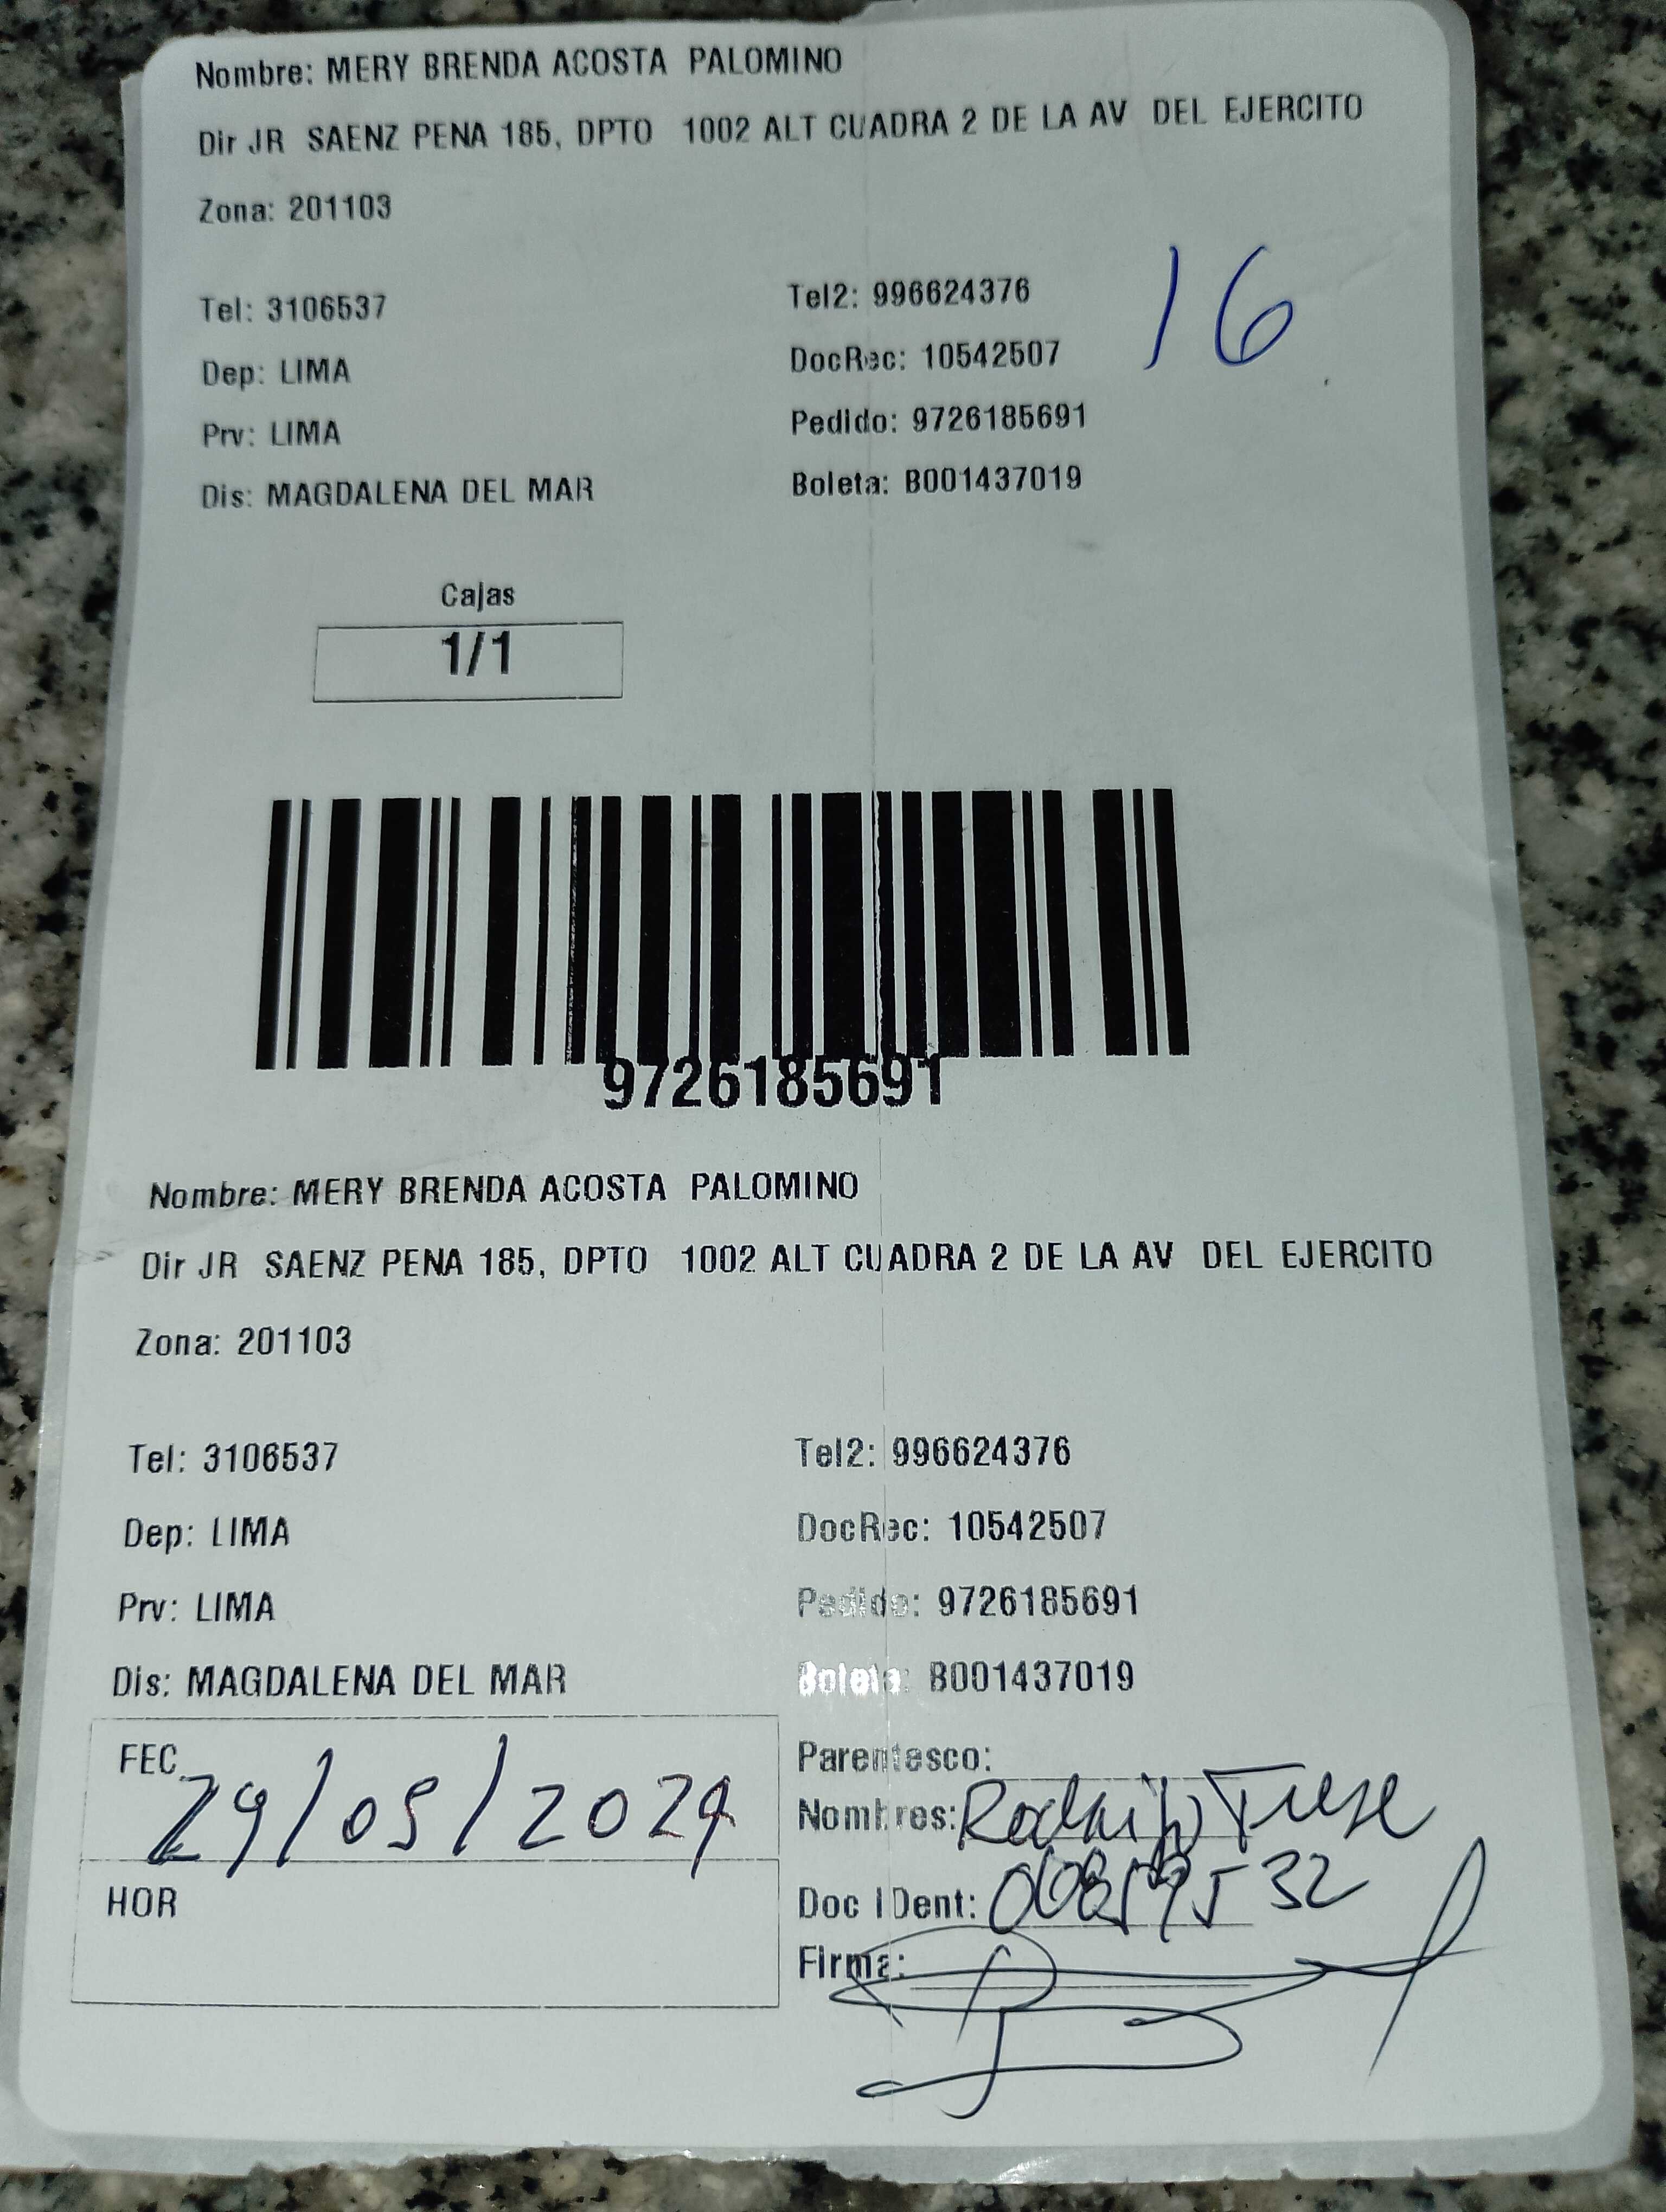 Nombre: MERY BRENDA ACOSTA PALOMINO
Dir JR SAENZ PENA 185, DPTO 1002 ALT CUADRA 2 DE LA AV DEL EJERCITO
Zona: 201103
Tel: 3106537 Tel2: 996624376
16
Dep: LIMA DocRec: 10542507
Prv: LIMA Pedido: 9726185691
Dis: MAGDALENA DEL MAR Boleta: B001437019
Cajas
1/1
9726185691
Nombre: MERY BRENDA ACOSTA PALOMINO
Dir JR SAENZ PENA 185, DPTO 1002 ALT CUADRA 2 DE LA AV DEL EJERCITO
Zona: 201103
Tel: 3106537 Tel2: 996624376
Dep: LIMA DocRec: 10542507
Prv: LIMA Pedido: 9726185691
Dis: MAGDALENA DEL MAR Boleta: B001437019
FEC 29/05/2024
HOR
Parentesco:
Nombres: Rodrigo
Doc IDent:
Firma: